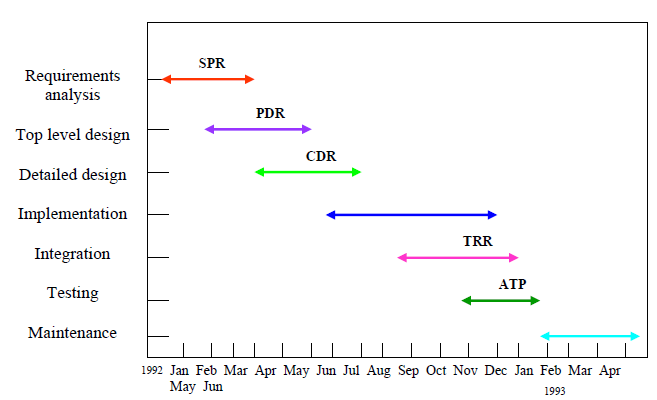 SPR
Requirements
analysis
PDR
Top level design
CDR
Detailed design
Implementation
TRR
Integration
ATP
Testing
Maintenance
1992 Jan Feb Mar Apr May Jun Jul Aug Sep Oct Nov Dec Jan Feb Mar Apr
May Jun
1993